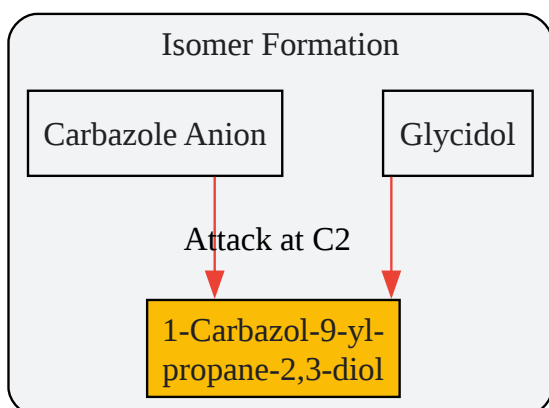 Isomer Formation
Carbazole Anion
Glycidol
Attack at C2
1-Carbazol-9-yl-
propane-2,3-diol